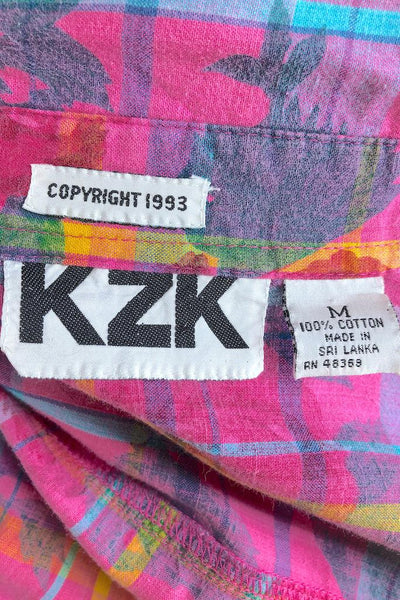 COPYRIGHT 1993
KZK
M
100% COTTON
MADE IN
SRI LANKA
RN 48369